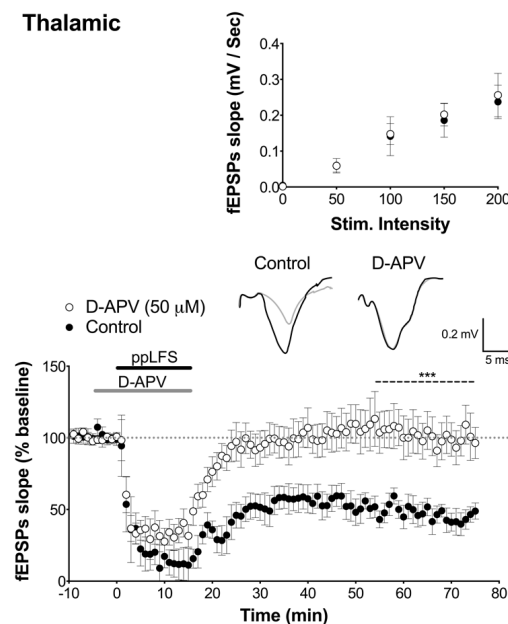 Thalamic
fEPSPs slope (mV / Sec)
0.4
0.3
0.2
0.1
0.0
0 50 100 150 200
Stim. Intensity
Control D-APV
D-APV (50 μM)
Control
0.2 mV
5 ms
ppLFS
D-APV
***
fEPSPs slope (% baseline)
150
100
50
0
-10 0 10 20 30 40 50 60 70 80
Time (min)